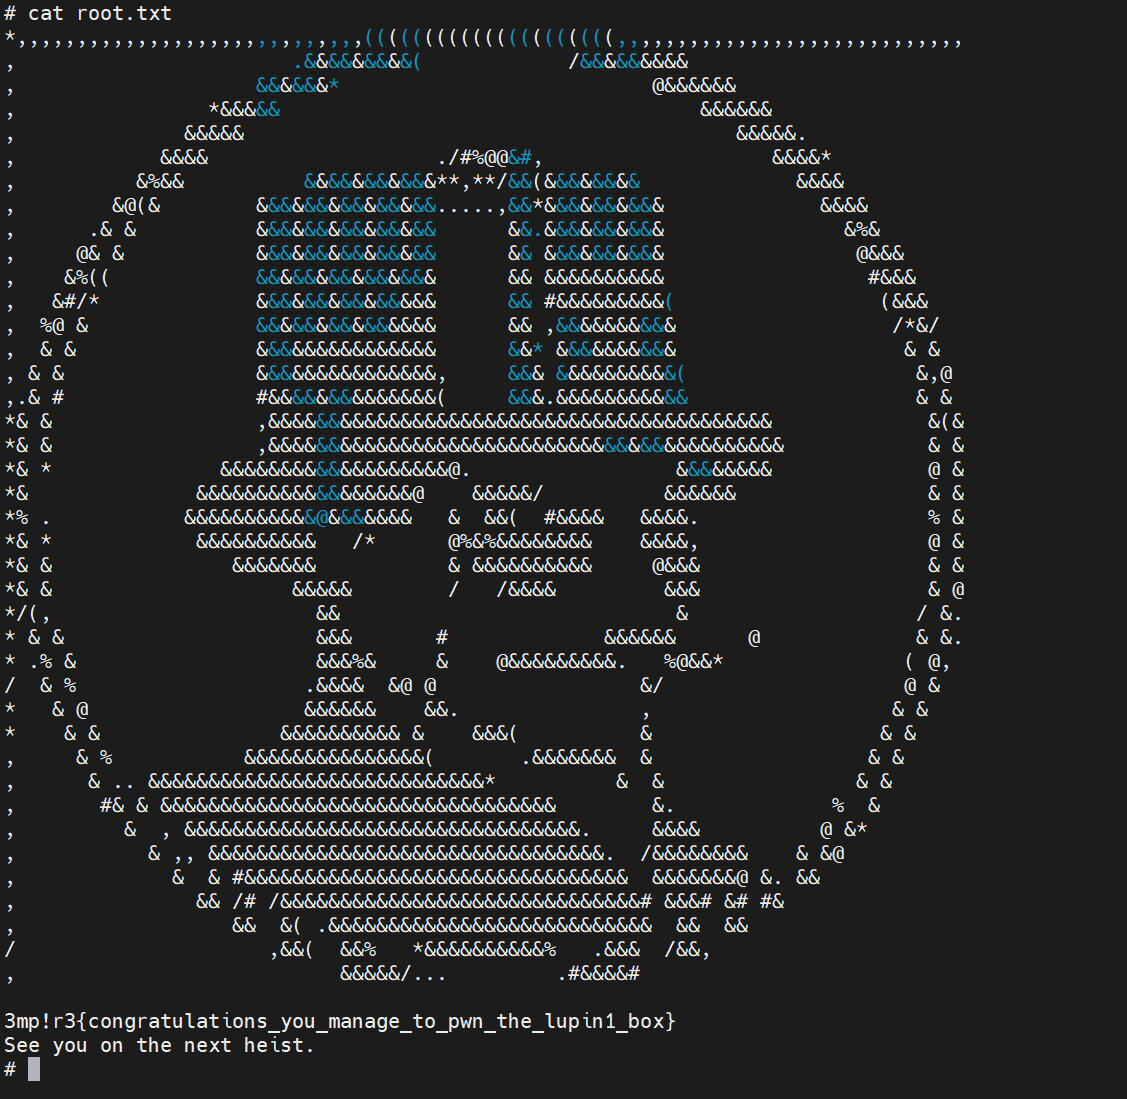 # cat root.txt
3mp!r3{congratulations_you_manage_to_pwn_the_lupin1_box}
See you on the next heist.
#